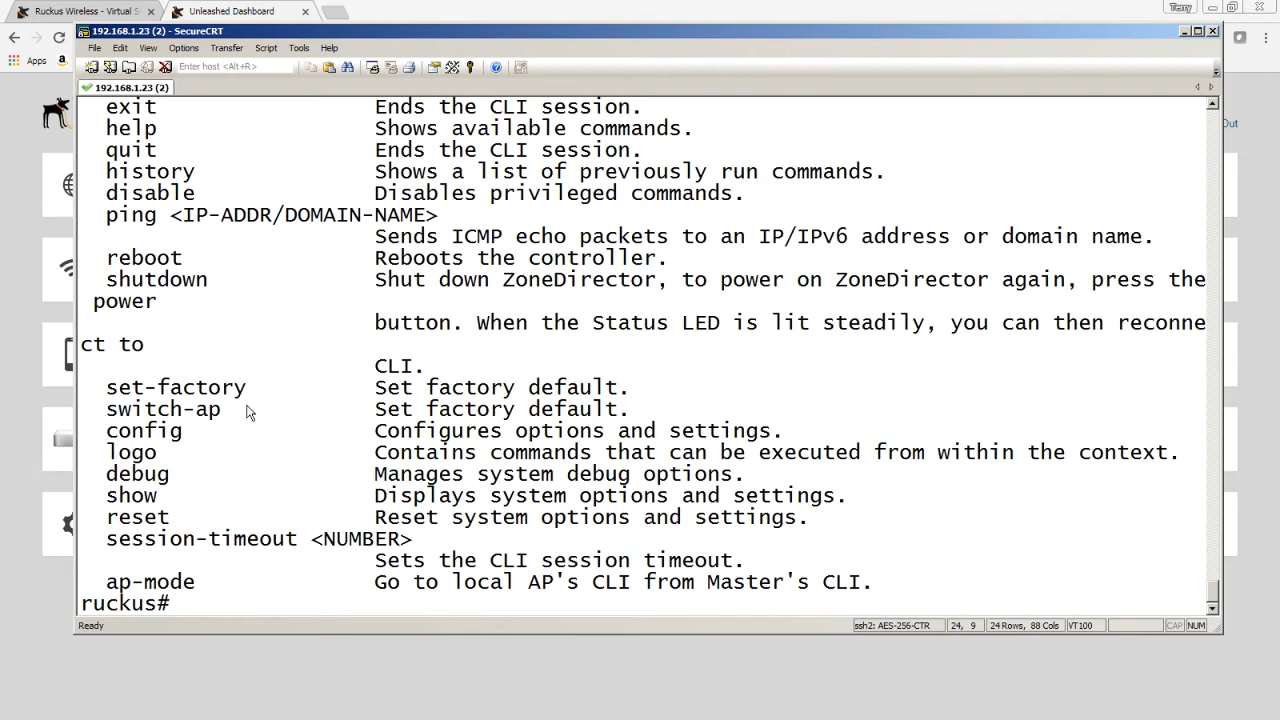 Ruckus Wireless - Virtual S
Unleashed Dashboard
Terry
Apps
192.168.1.23 (2) - SecureCRT
File Edit View Options Transfer Script Tools Help
Enter host <Alt+R>
192.168.1.23 (2)
exit Ends the CLI session.
help Shows available commands.
quit Ends the CLI session.
history Shows a list of previously run commands.
disable Disables privileged commands.
ping <IP-ADDR/DOMAIN-NAME>
Sends ICMP echo packets to an IP/IPv6 address or domain name.
reboot Reboots the controller.
shutdown Shut down ZoneDirector, to power on ZoneDirector again, press the
power
button. When the Status LED is lit steadily, you can then reconne
ct to
CLI.
set-factory Set factory default.
switch-ap Set factory default.
config Configures options and settings.
logo Contains commands that can be executed from within the context.
debug Manages system debug options.
show Displays system options and settings.
reset Reset system options and settings.
session-timeout <NUMBER>
Sets the CLI session timeout.
ap-mode Go to local AP's CLI from Master's CLI.
ruckus#
Ready ssh2: AES-256-CTR 24, 9 24 Rows, 88 Cols VT100 CAP NUM
Out